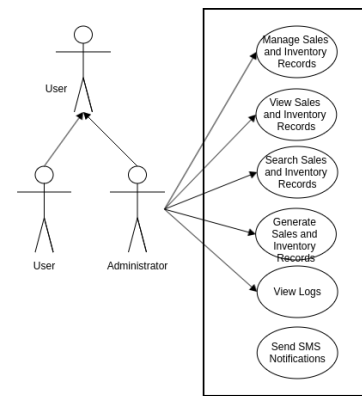 User
User
Administrator
Manage Sales
and Inventory
Records
View Sales
and Inventory
Records
Search Sales
and Inventory
Records
Generate
Sales and
Inventory
Records
View Logs
Send SMS
Notifications